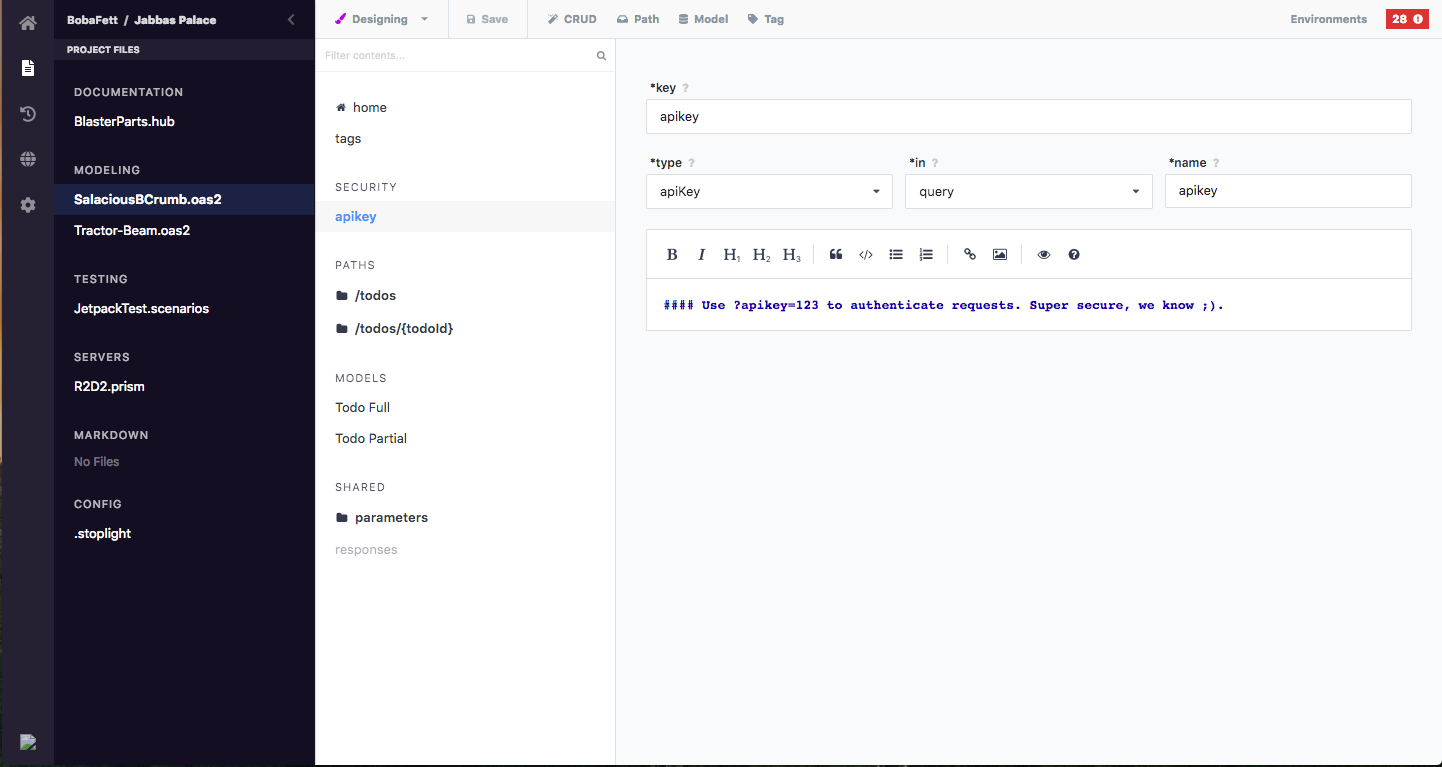 BobaFett / Jabbas Palace
PROJECT FILES
DOCUMENTATION
BlasterParts.hub
MODELING
SalaciousBCrumb.oas2
Tractor-Beam.oas2
TESTING
JetpackTest.scenarios
SERVERS
R2D2.prism
MARKDOWN
No Files
CONFIG
.stoplight
Designing Save CRUD Path Model Tag Environments 28
Filter contents...
home
tags
SECURITY
apikey
PATHS
/todos
/todos/{todoId}
MODELS
Todo Full
Todo Partial
SHARED
parameters
responses
*key ?
apikey
*type ? *in ? *name ?
apiKey query apikey
B I H1 H2 H3
#### Use ?apikey=123 to authenticate requests. Super secure, we know ;).